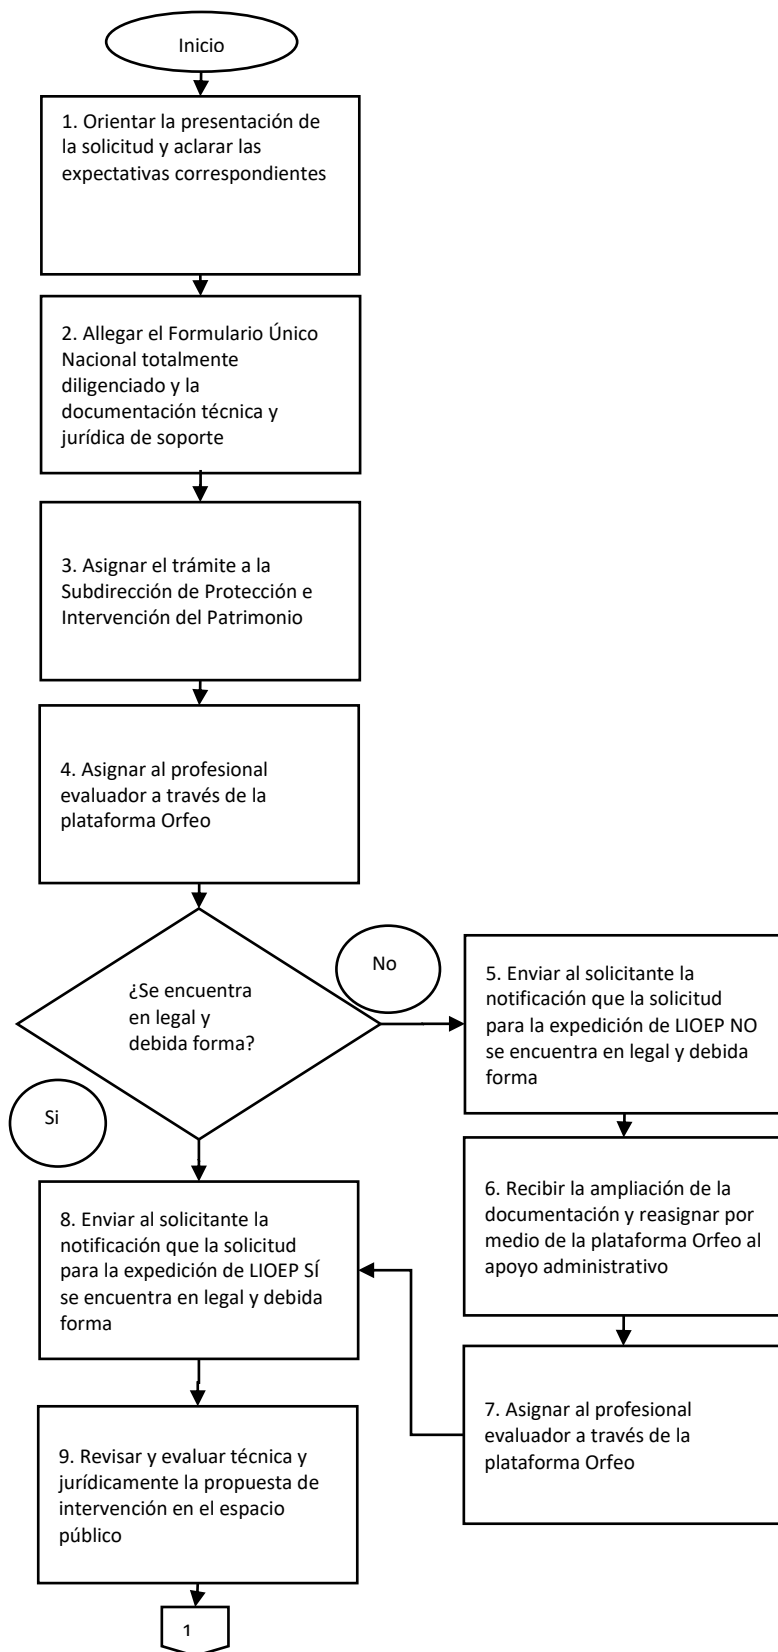 Inicio
1. Orientar la presentación de
la solicitud y aclarar las
expectativas correspondientes
2. Allegar el Formulario Único
Nacional totalmente
diligenciado y la
documentación técnica y
jurídica de soporte
3. Asignar el trámite a la
Subdirección de Protección e
Intervención del Patrimonio
4. Asignar al profesional
evaluador a través de la
plataforma Orfeo
¿Se encuentra
en legal y
debida forma?
No
5. Enviar al solicitante la
notificación que la solicitud
para la expedición de LIOEP NO
se encuentra en legal y debida
forma
Si
6. Recibir la ampliación de la
documentación y reasignar por
medio de la plataforma Orfeo al
apoyo administrativo
7. Asignar al profesional
evaluador a través de la
plataforma Orfeo
8. Enviar al solicitante la
notificación que la solicitud
para la expedición de LIOEP SÍ
se encuentra en legal y debida
forma
9. Revisar y evaluar técnica y
jurídicamente la propuesta de
intervención en el espacio
público
1